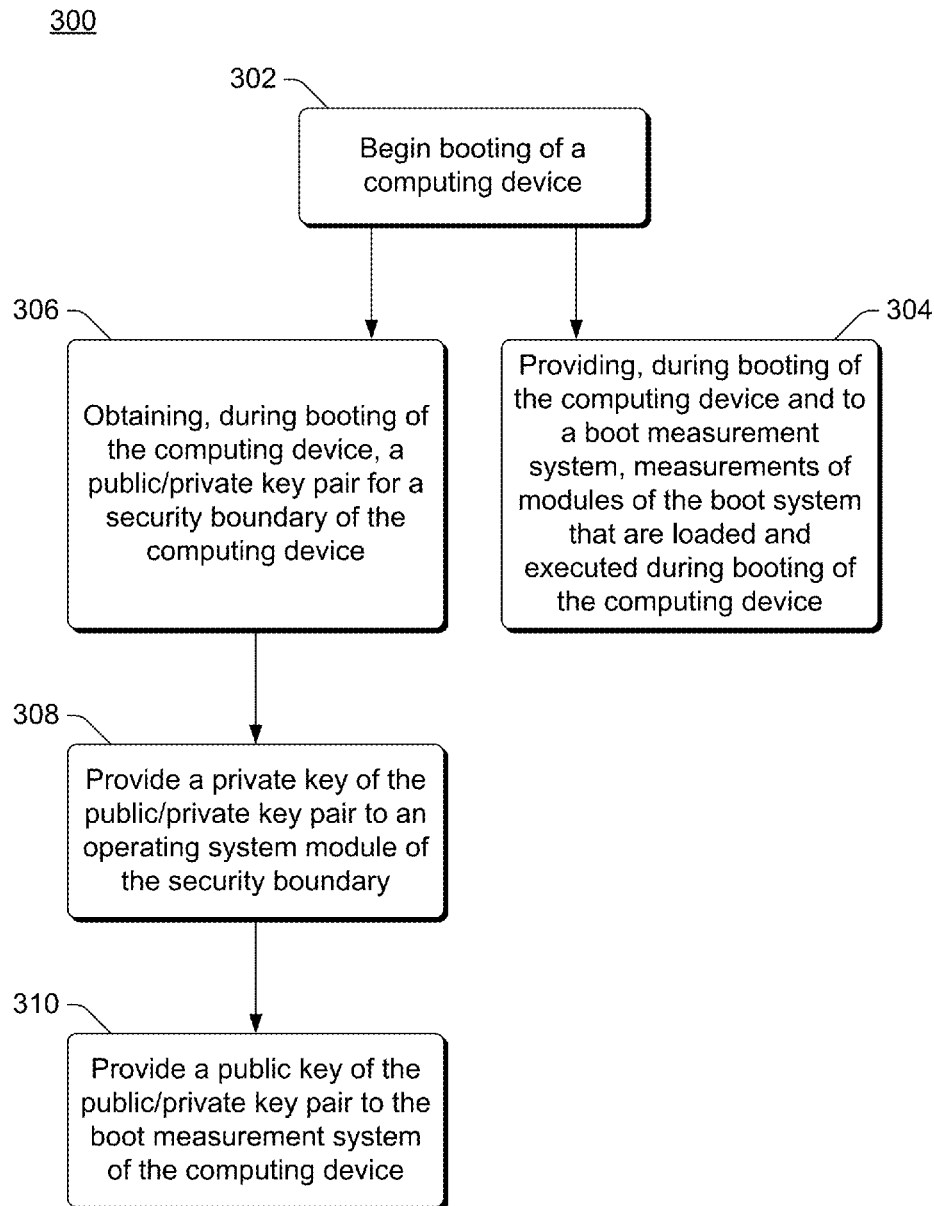 300
302
Begin booting of a
computing device
306
Obtaining, during booting of
the computing device, a
public/private key pair for a
security boundary of the
computing device
304
Providing, during booting of
the computing device and to
a boot measurement
system, measurements of
modules of the boot system
that are loaded and
executed during booting of
the computing device
308
Provide a private key of the
public/private key pair to an
operating system module of
the security boundary
310
Provide a public key of the
public/private key pair to the
boot measurement system
of the computing device